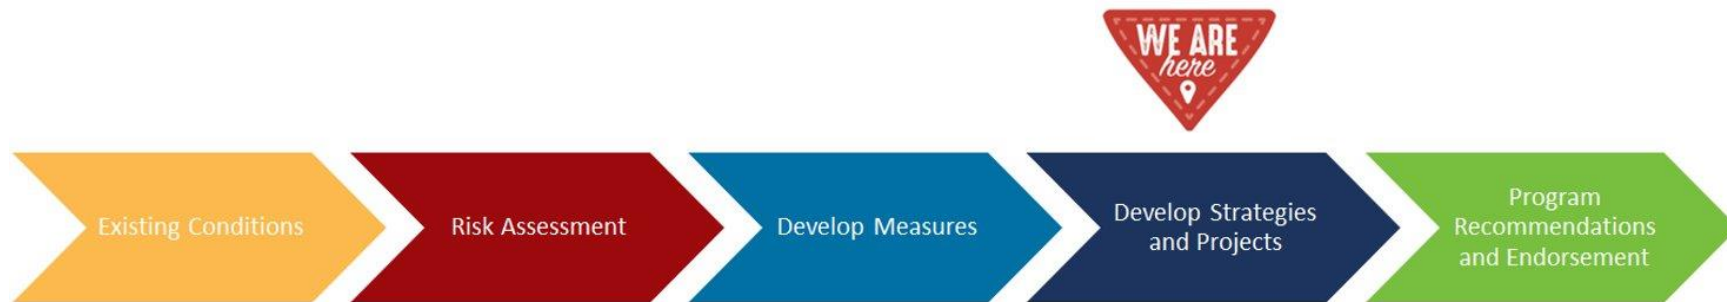 WE ARE
here
Existing Conditions
Risk Assessment
Develop Measures
Develop Strategies
and Projects
Program
Recommendations
and Endorsement